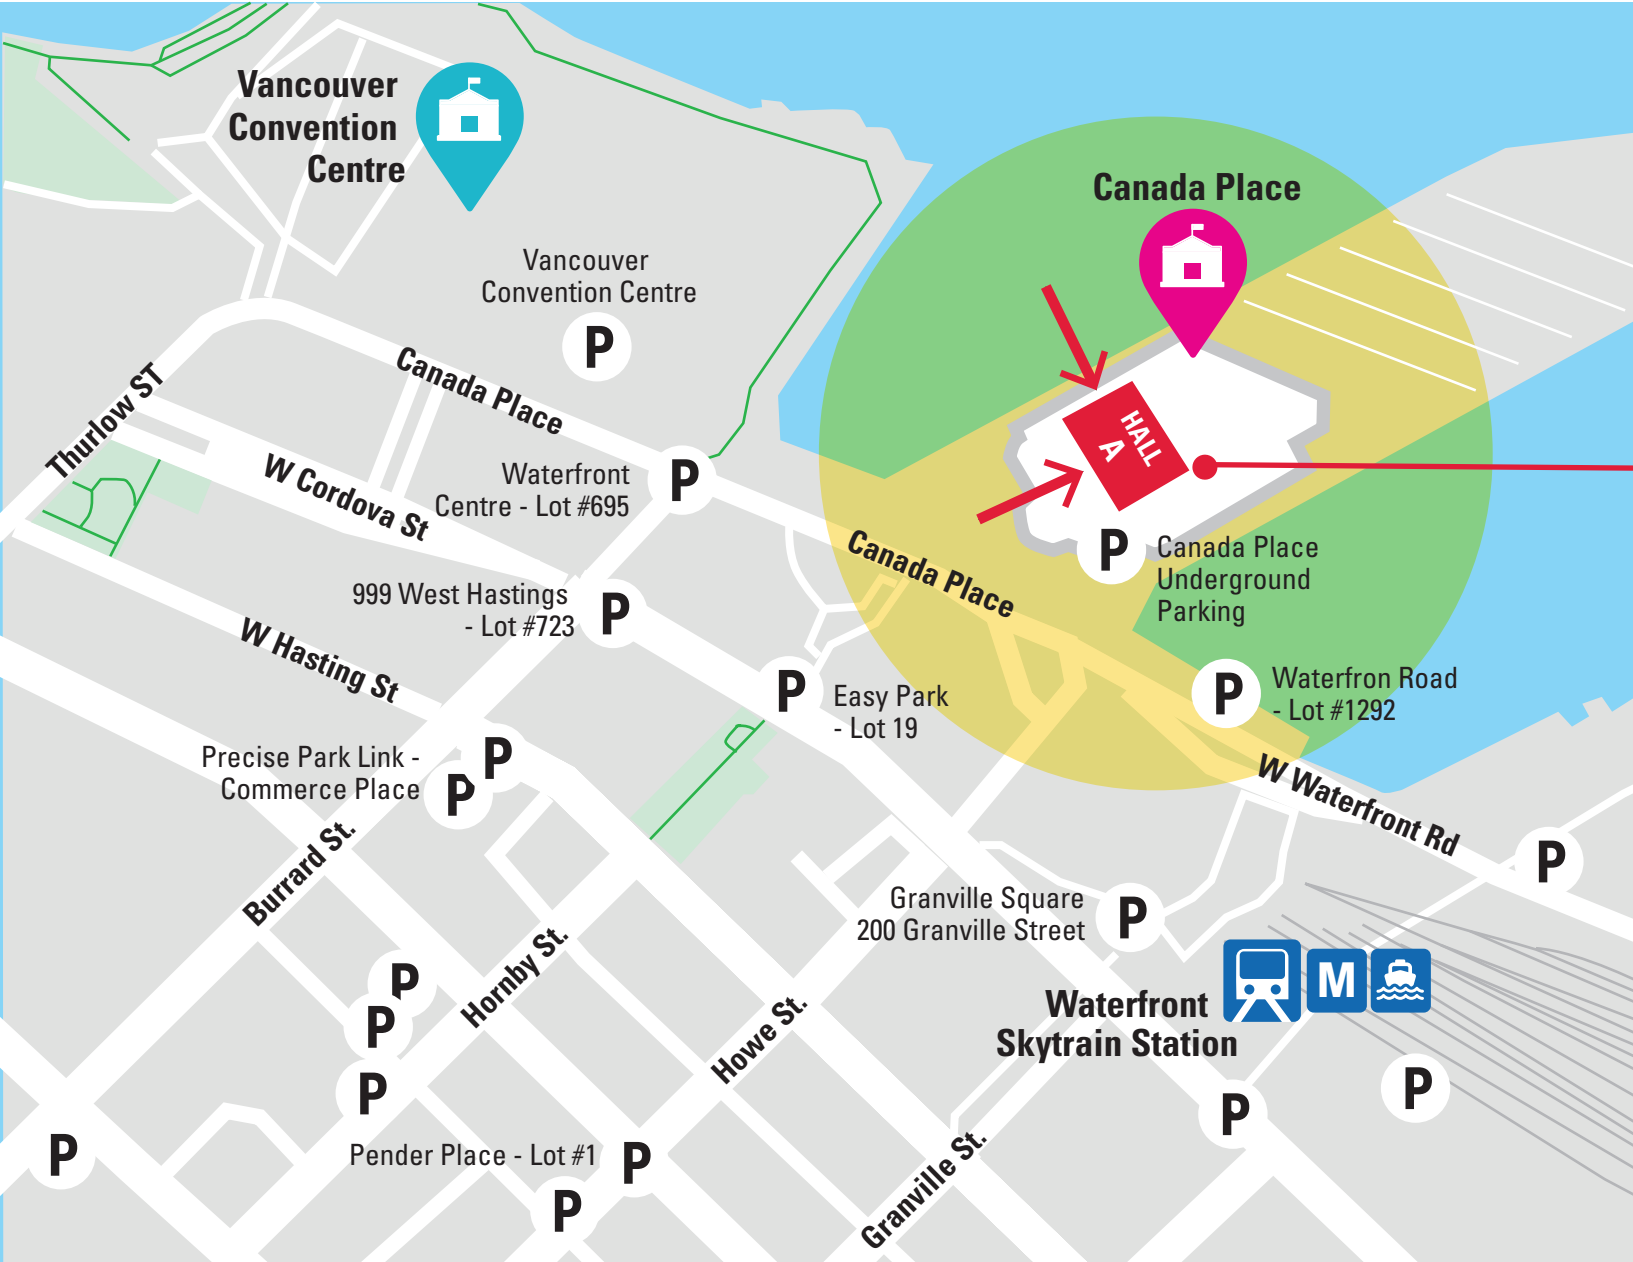 Vancouver
Convention
Centre
Canada Place
Vancouver
Convention Centre
P
Canada Place
Thurlow ST
HALL
A
W Cordova St
Waterfront
Centre - Lot #695
P
Canada Place
P
Canada Place
Underground
Parking
999 West Hastings
- Lot #723
P
W Hasting St
P
Easy Park
- Lot 19
P
Waterfron Road
- Lot #1292
Precise Park Link -
Commerce Place
P
P
W Waterfront Rd
P
Burrard St.
Granville Square
200 Granville Street
P
Hornby St.
P
P
P
M
Waterfront
Skytrain Station
Howe St.
P
P
P
Pender Place - Lot #1
P
P
Granville St.